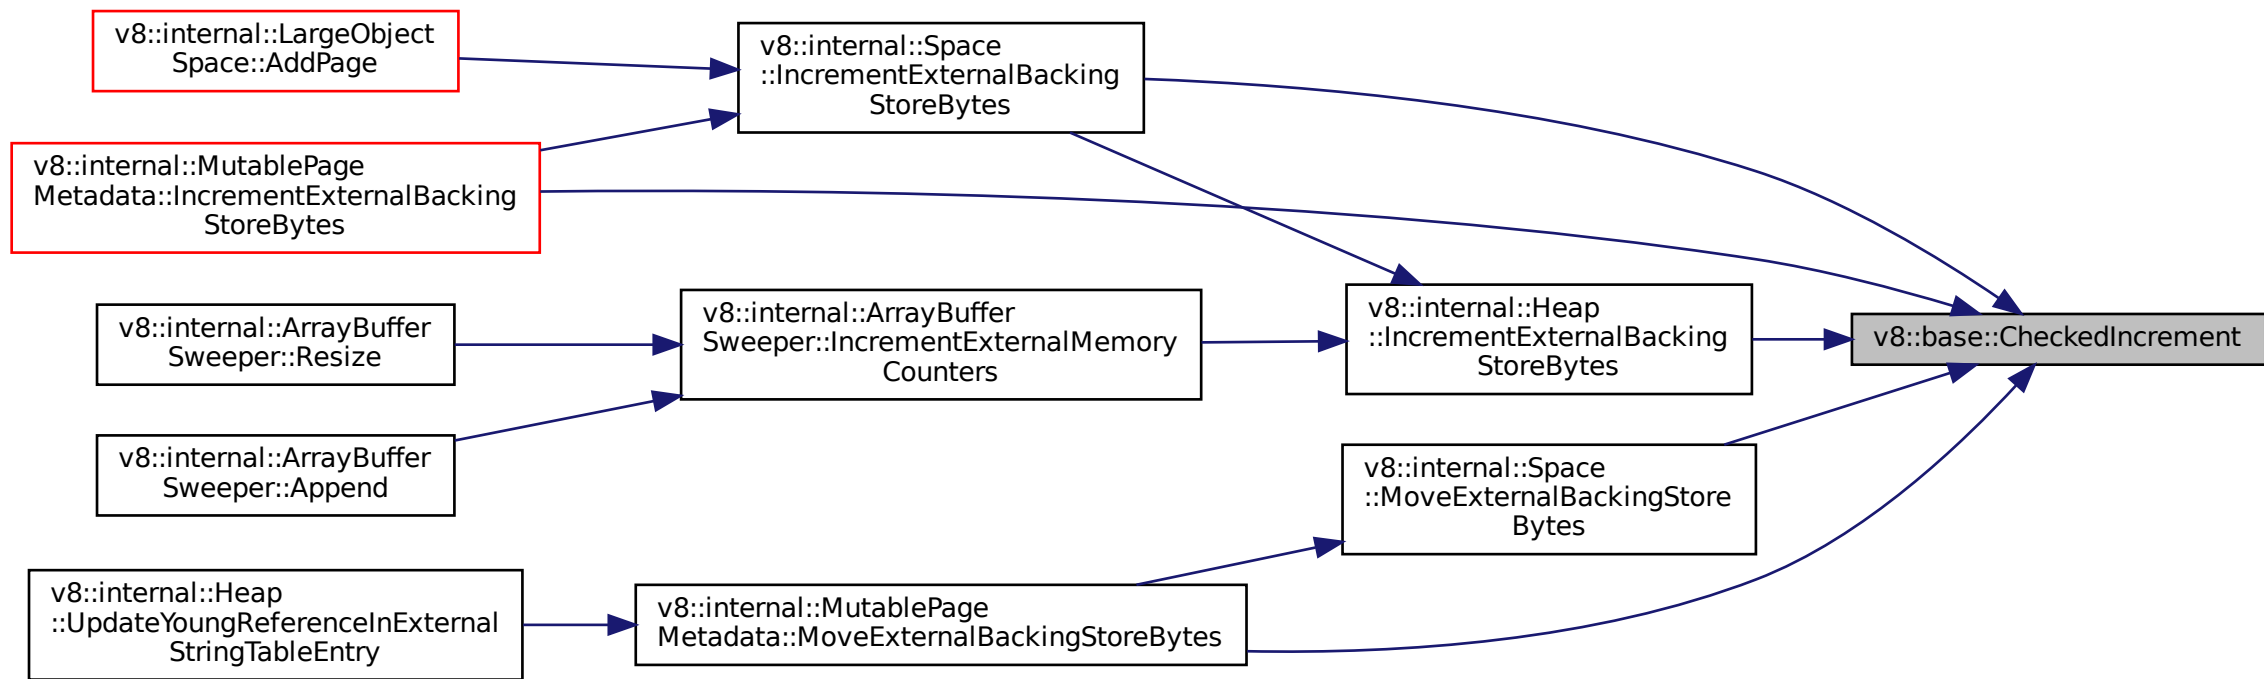 v8::internal::LargeObject
Space::AddPage
v8::internal::MutablePage
Metadata::IncrementExternalBacking
StoreBytes
v8::internal::ArrayBuffer
Sweeper::Resize
v8::internal::ArrayBuffer
Sweeper::Append
v8::internal::Heap
::UpdateYoungReferenceInExternal
StringTableEntry
v8::internal::Space
::IncrementExternalBacking
StoreBytes
v8::internal::ArrayBuffer
Sweeper::IncrementExternalMemory
Counters
v8::internal::MutablePage
Metadata::MoveExternalBackingStoreBytes
v8::internal::Heap
::IncrementExternalBacking
StoreBytes
v8::internal::Space
::MoveExternalBackingStore
Bytes
v8::base::CheckedIncrement